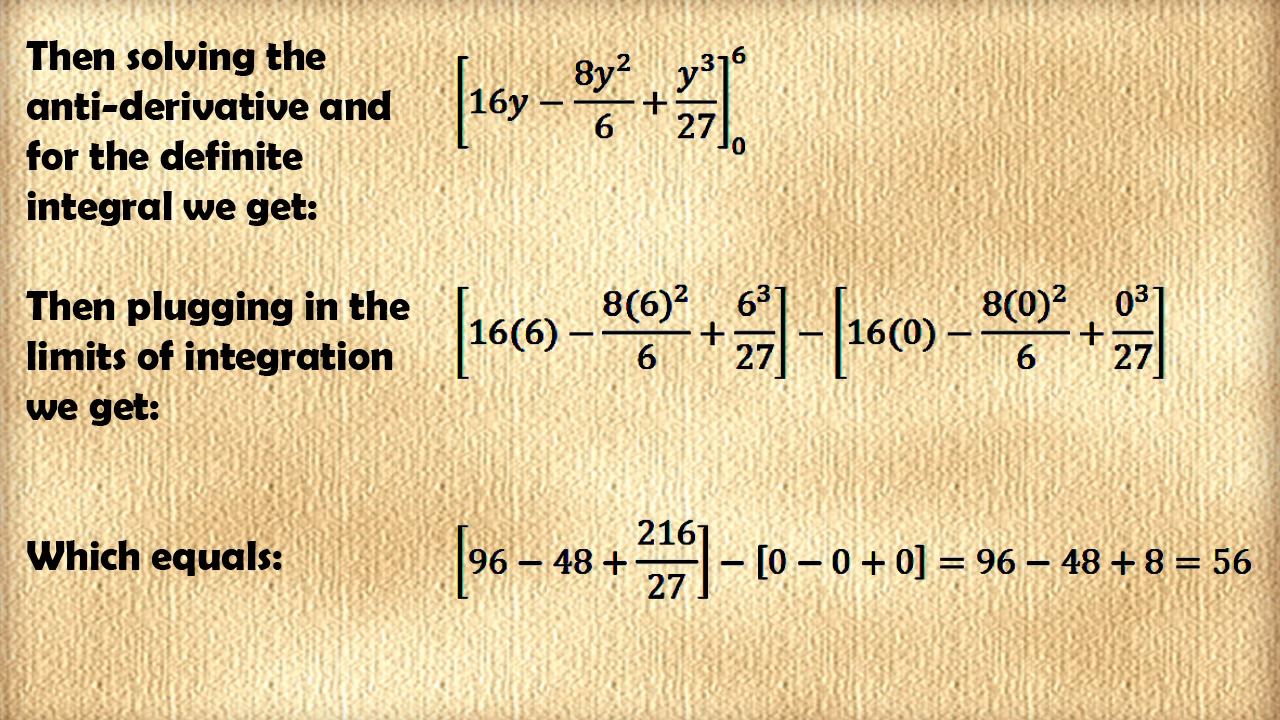 Then solving the
anti-derivative and
for the definite
integral we get:
[16y − 8y²/6 + y³/27]₀⁶
Then plugging in the
limits of integration
we get:
[16(6) − 8(6)²/6 + 6³/27] − [16(0) − 8(0)²/6 + 0³/27]
Which equals:
[96 − 48 + 216/27] − [0 − 0 + 0] = 96 − 48 + 8 = 56